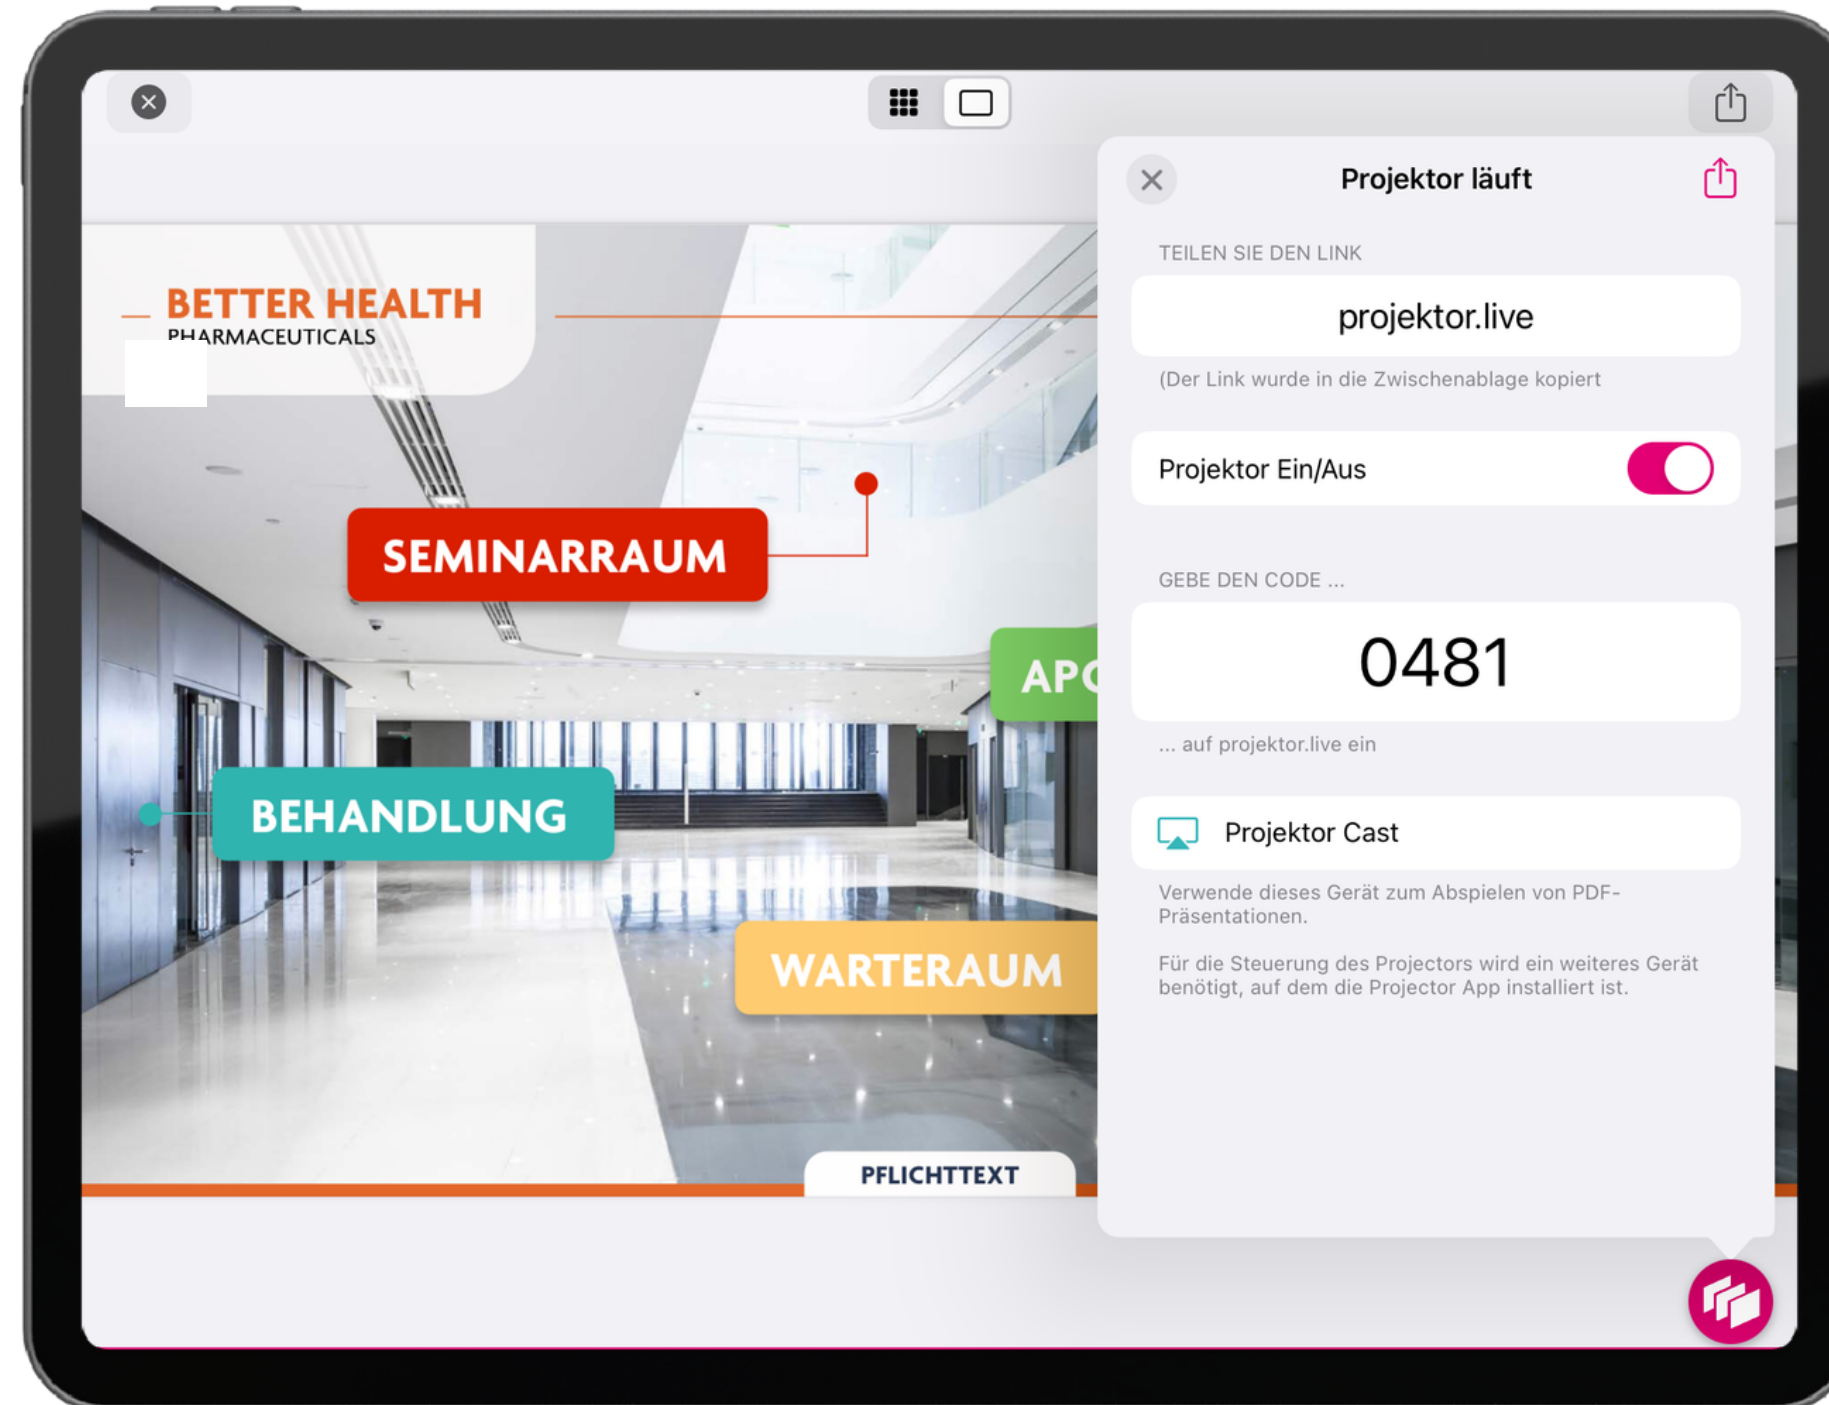 BETTER HEALTH
PHARMACEUTICALS
SEMINARRAUM
BEHANDLUNG
WARTERAUM
PFLICHTTEXT
Projektor läuft
TEILEN SIE DEN LINK
projektor.live
(Der Link wurde in die Zwischenablage kopiert
Projektor Ein/Aus
GEBE DEN CODE ...
0481
... auf projektor.live ein
Projektor Cast
Verwende dieses Gerät zum Abspielen von PDF-
Präsentationen.
Für die Steuerung des Projectors wird ein weiteres Gerät
benötigt, auf dem die Projector App installiert ist.